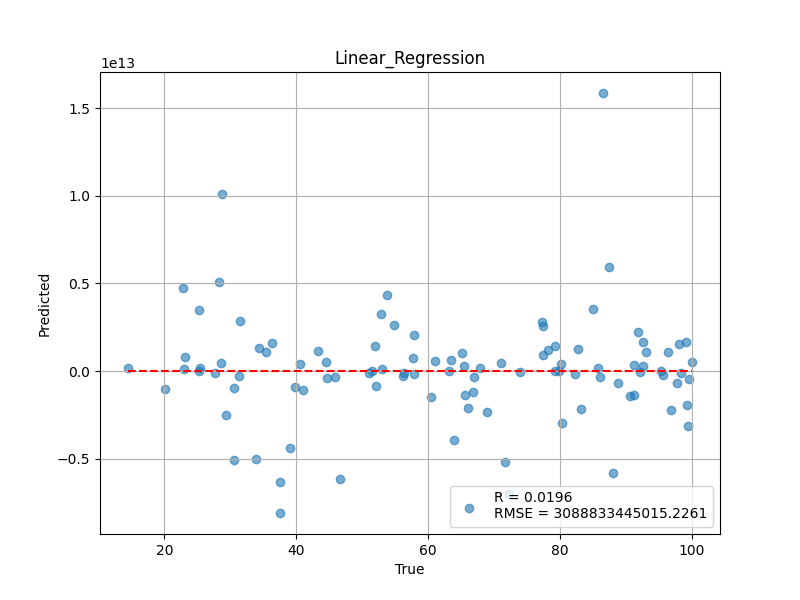 Linear_Regression
1e13
1.5
1.0
0.5
0.0
−0.5
Predicted
20 40 60 80 100
True
R = 0.0196
RMSE = 3088833445015.2261